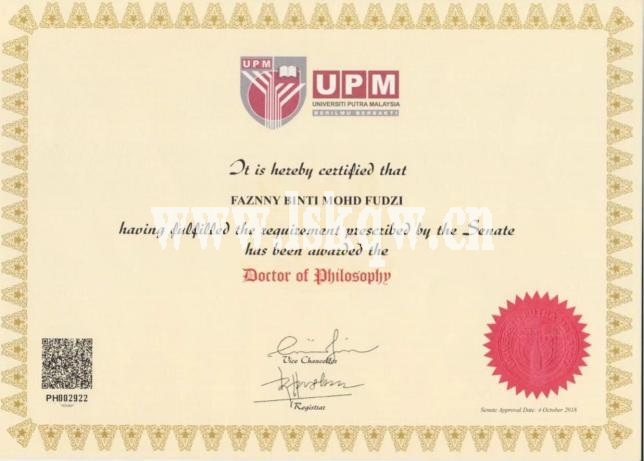 UPM
UPM
UNIVERSITI PUTRA MALAYSIA
BERILMU BERBAKTI
It is hereby certified that
FAZNNY BINTI MOHD FUDZI
www.lskqw.cn
having fulfilled the requirement prescribed by the Senate
has been awarded the
Doctor of Philosophy
Vice Chancellor
Registrar
PH002922
Senate Approval Date: 4 October 2018